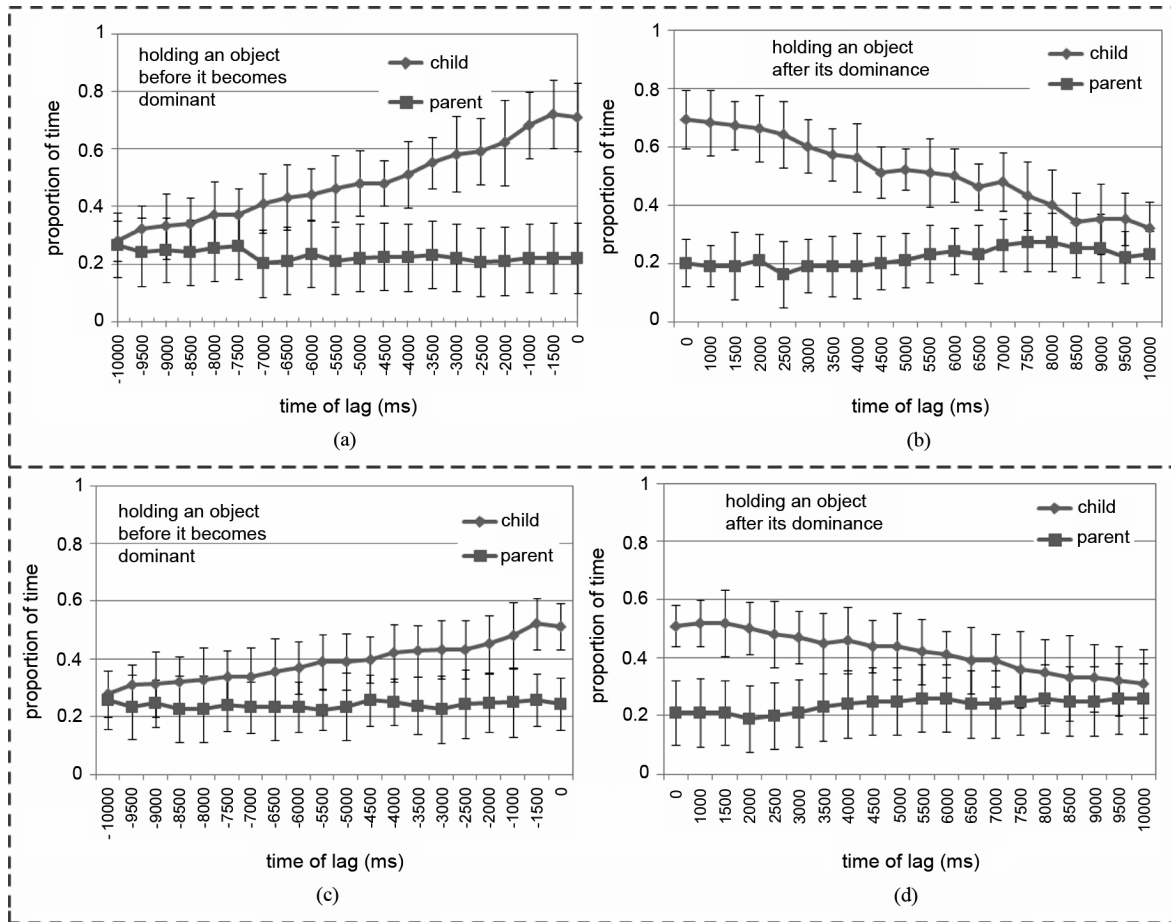 holding an object
before it becomes
dominant
child
parent
proportion of time
1
0.8
0.6
0.4
0.2
0
-10000 -9500 -9000 -8500 -8000 -7500 -7000 -6500 -6000 -5500 -5000 -4500 -4000 -3500 -3000 -2500 -2000 -1000 -1500 0
time of lag (ms)
(a)
holding an object
after its dominance
child
parent
proportion of time
1
0.8
0.6
0.4
0.2
0
0 1000 1500 2000 2500 3000 3500 4000 4500 5000 5500 6000 6500 7000 7500 8000 8500 9000 9500 10000
time of lag (ms)
(b)
holding an object
before it becomes
dominant
child
parent
proportion of time
1
0.8
0.6
0.4
0.2
0
-10000 -9500 -9000 -8500 -8000 -7500 -7000 -6500 -6000 -5500 -5000 -4500 -4000 -3500 -3000 -2500 -2000 -1000 -1500 0
time of lag (ms)
(c)
holding an object
after its dominance
child
parent
proportion of time
1
0.8
0.6
0.4
0.2
0
0 1000 1500 2000 2500 3000 3500 4000 4500 5000 5500 6000 6500 7000 7500 8000 8500 9000 9500 10000
time of lag (ms)
(d)